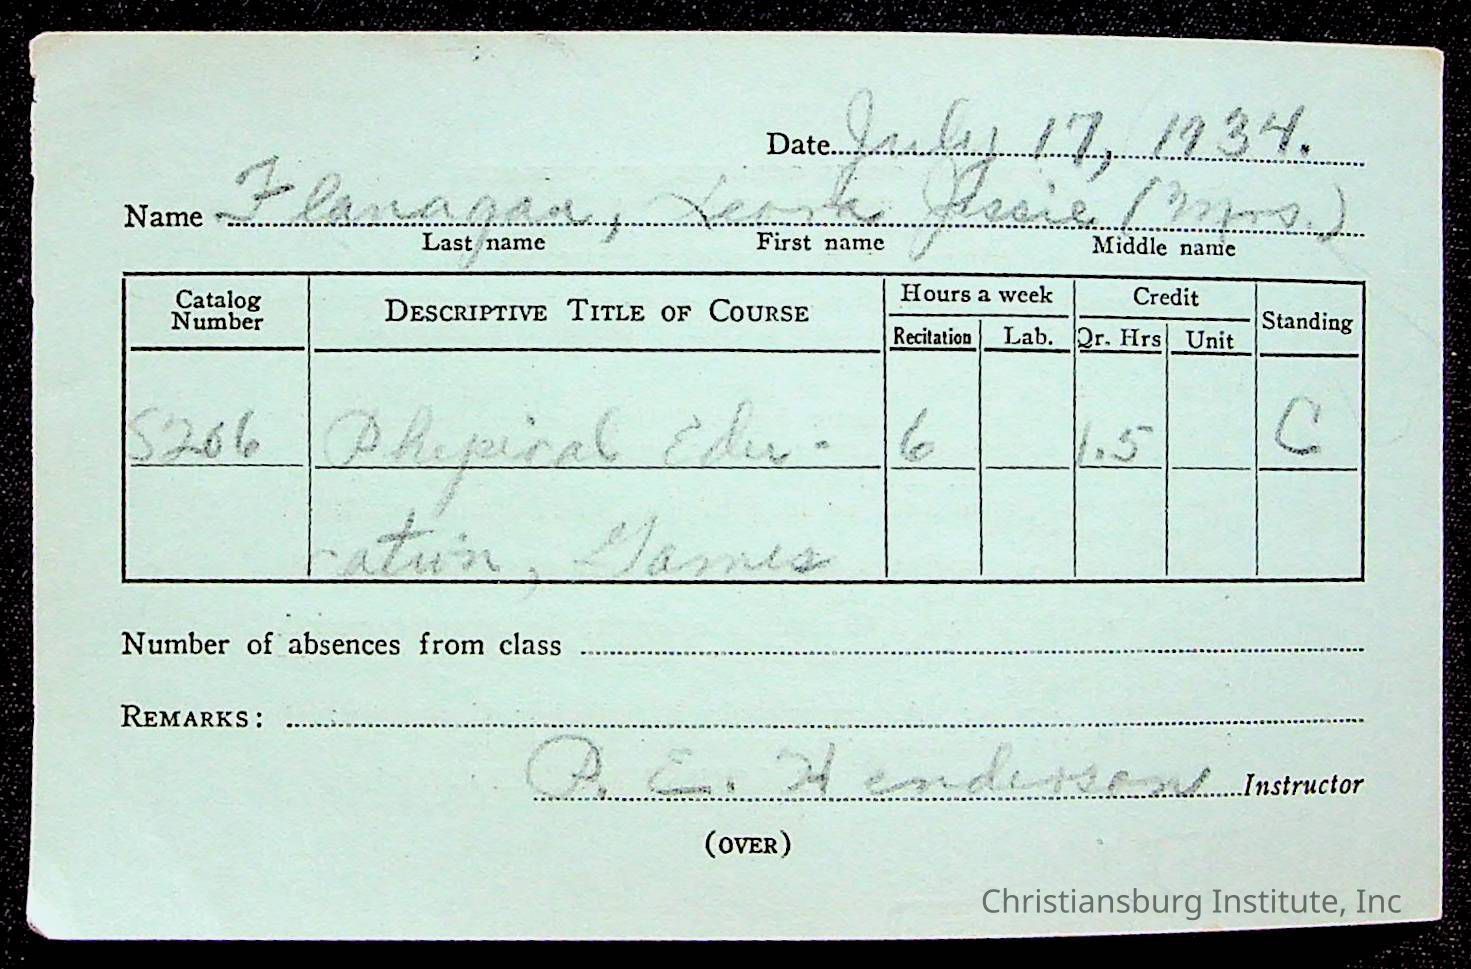 Date July 17, 1934.
Name Flanagan, Leota Jessie (Mrs.)
Last name First name Middle name
Catalog Number DESCRIPTIVE TITLE OF COURSE Hours a week Credit Standing
Recitation Lab. Qr. Hrs Unit
S206 Physical Edu- 6 1.5 C
cation, Games
Number of absences from class
REMARKS:
P. E. Henderson Instructor
(OVER)
Christiansburg Institute, Inc